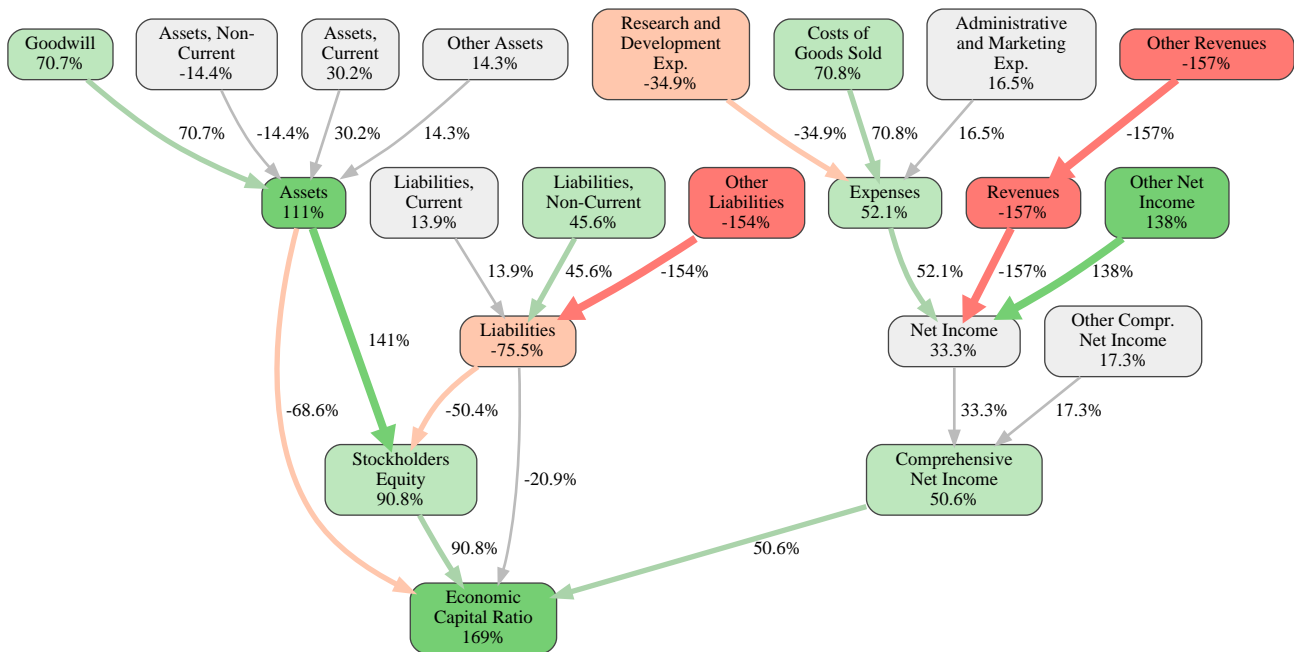 Goodwill
70.7%
Assets, Non-
Current
-14.4%
Assets,
Current
30.2%
Other Assets
14.3%
Research and
Development
Exp.
-34.9%
Costs of
Goods Sold
70.8%
Administrative
and Marketing
Exp.
16.5%
Other Revenues
-157%
70.7%
-14.4%
30.2%
14.3%
-34.9%
70.8%
16.5%
-157%
Assets
111%
Liabilities,
Current
13.9%
Liabilities,
Non-Current
45.6%
Other
Liabilities
-154%
Expenses
52.1%
Revenues
-157%
Other Net
Income
138%
13.9%
45.6%
-154%
52.1%
-157%
138%
141%
Liabilities
-75.5%
Net Income
33.3%
Other Compr.
Net Income
17.3%
-68.6%
-50.4%
33.3%
17.3%
Stockholders
Equity
90.8%
-20.9%
Comprehensive
Net Income
50.6%
90.8%
50.6%
Economic
Capital Ratio
169%